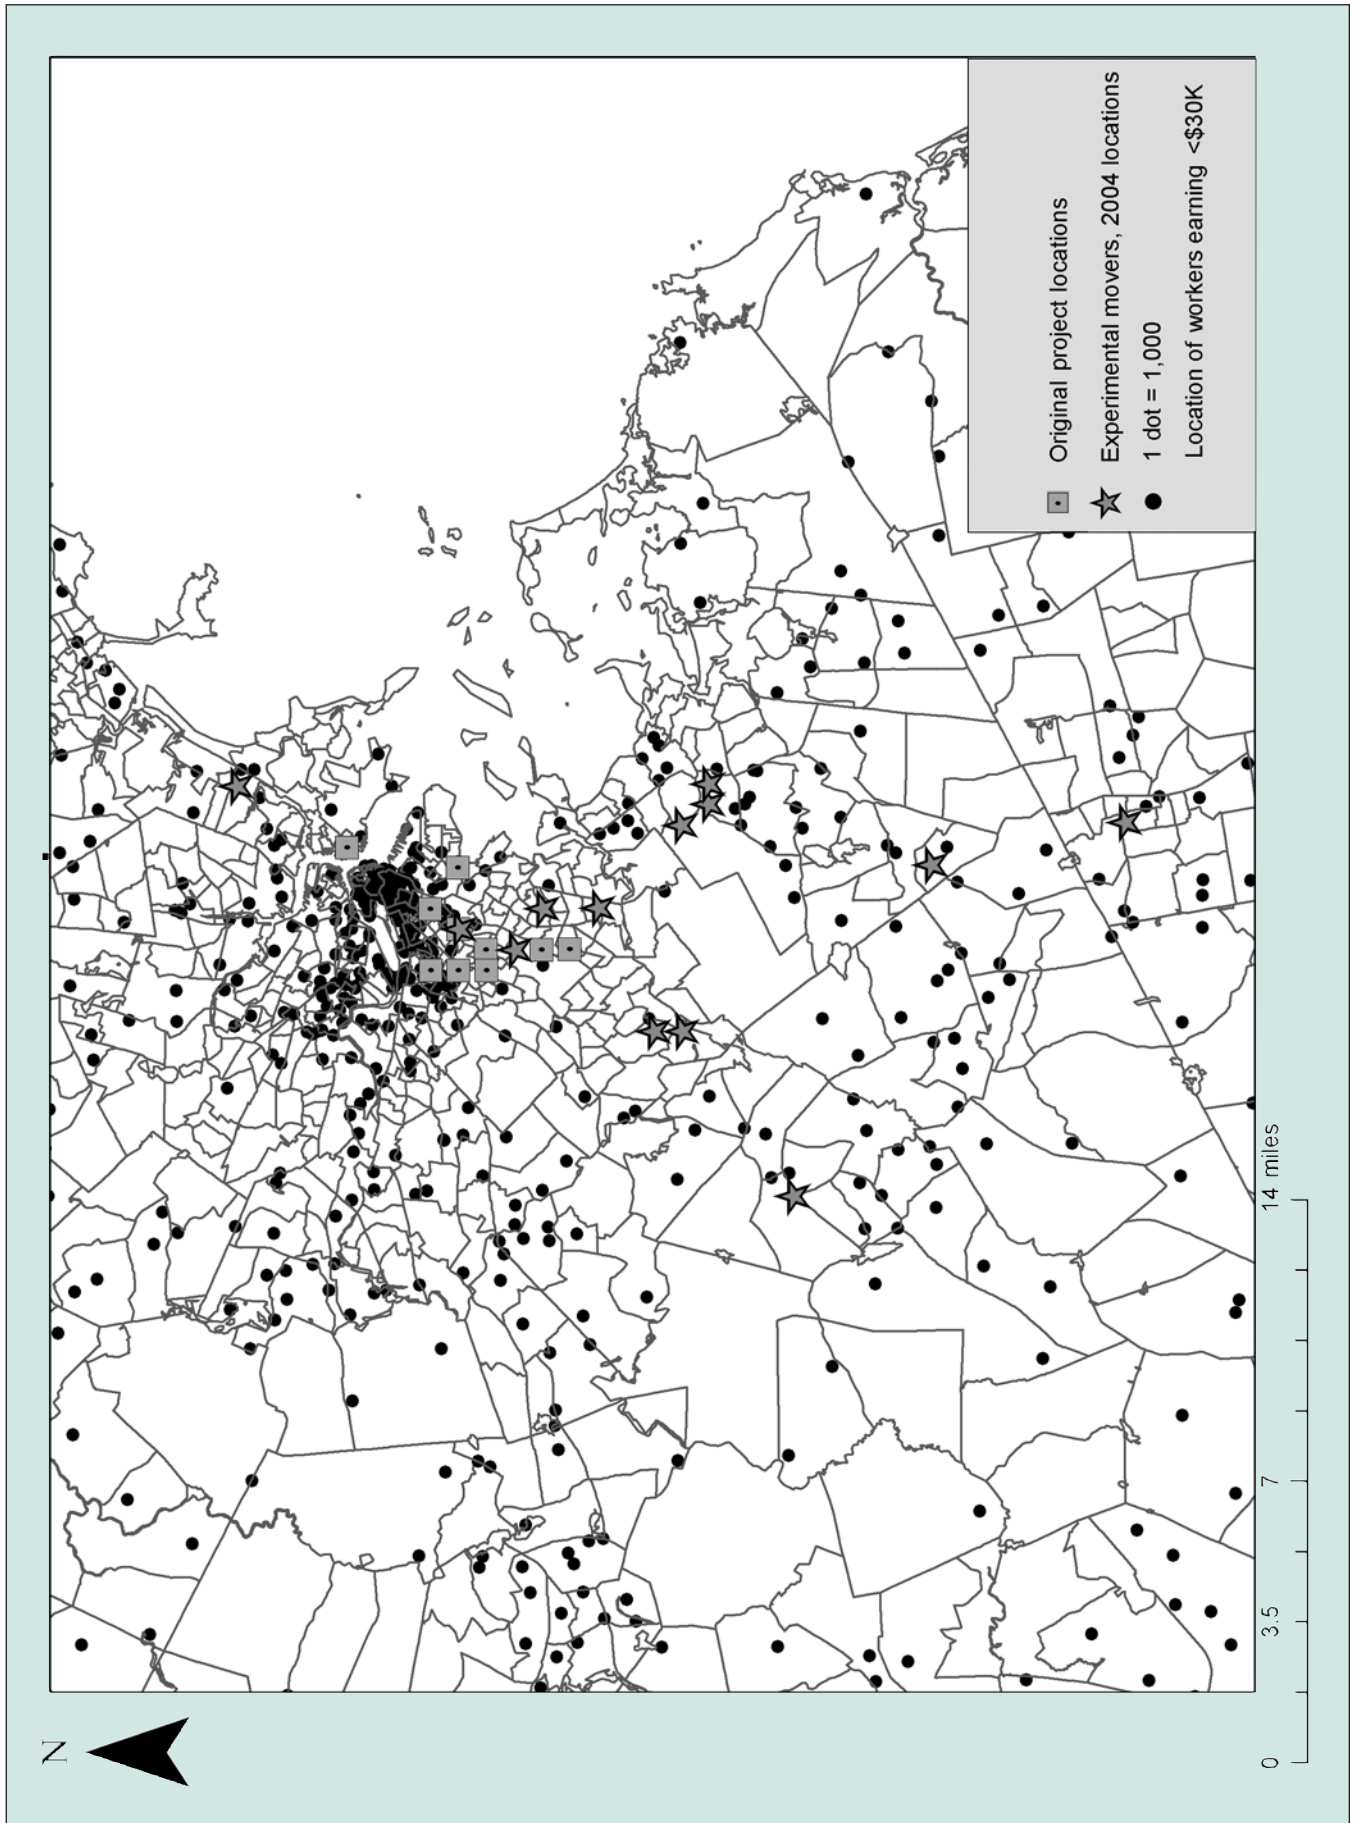 N
Original project locations
Experimental movers, 2004 locations
1 dot = 1,000
Location of workers earning <$30K
0 3.5 7 14 miles